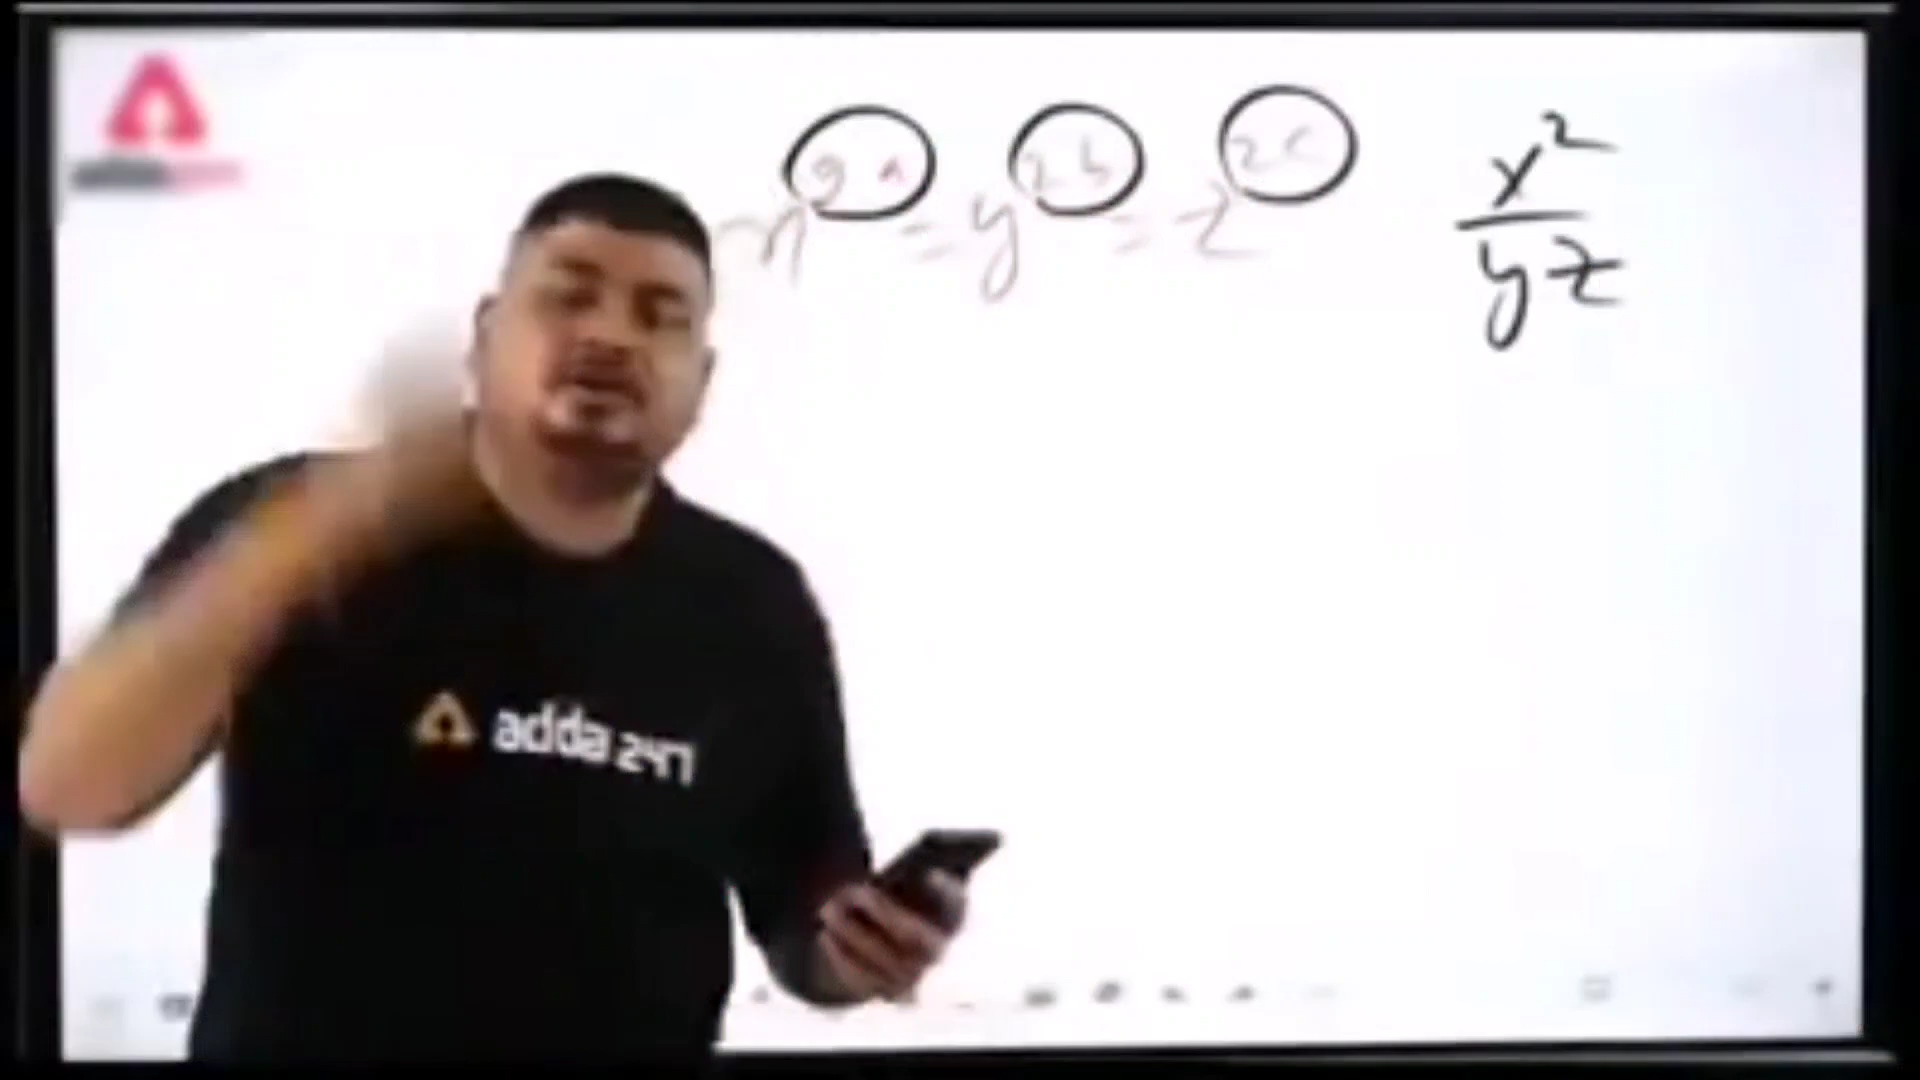 x^{2a} = y^{2b} = z^{2c}
x²
yz
adda 247